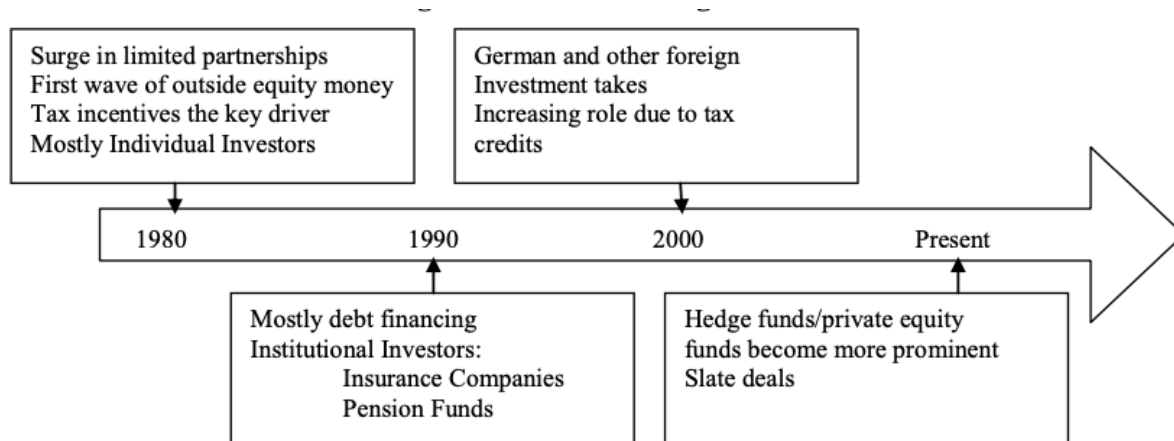 Surge in limited partnerships
First wave of outside equity money
Tax incentives the key driver
Mostly Individual Investors
German and other foreign
Investment takes
Increasing role due to tax
credits
1980
1990
2000
Present
Mostly debt financing
Institutional Investors:
Insurance Companies
Pension Funds
Hedge funds/private equity
funds become more prominent
Slate deals